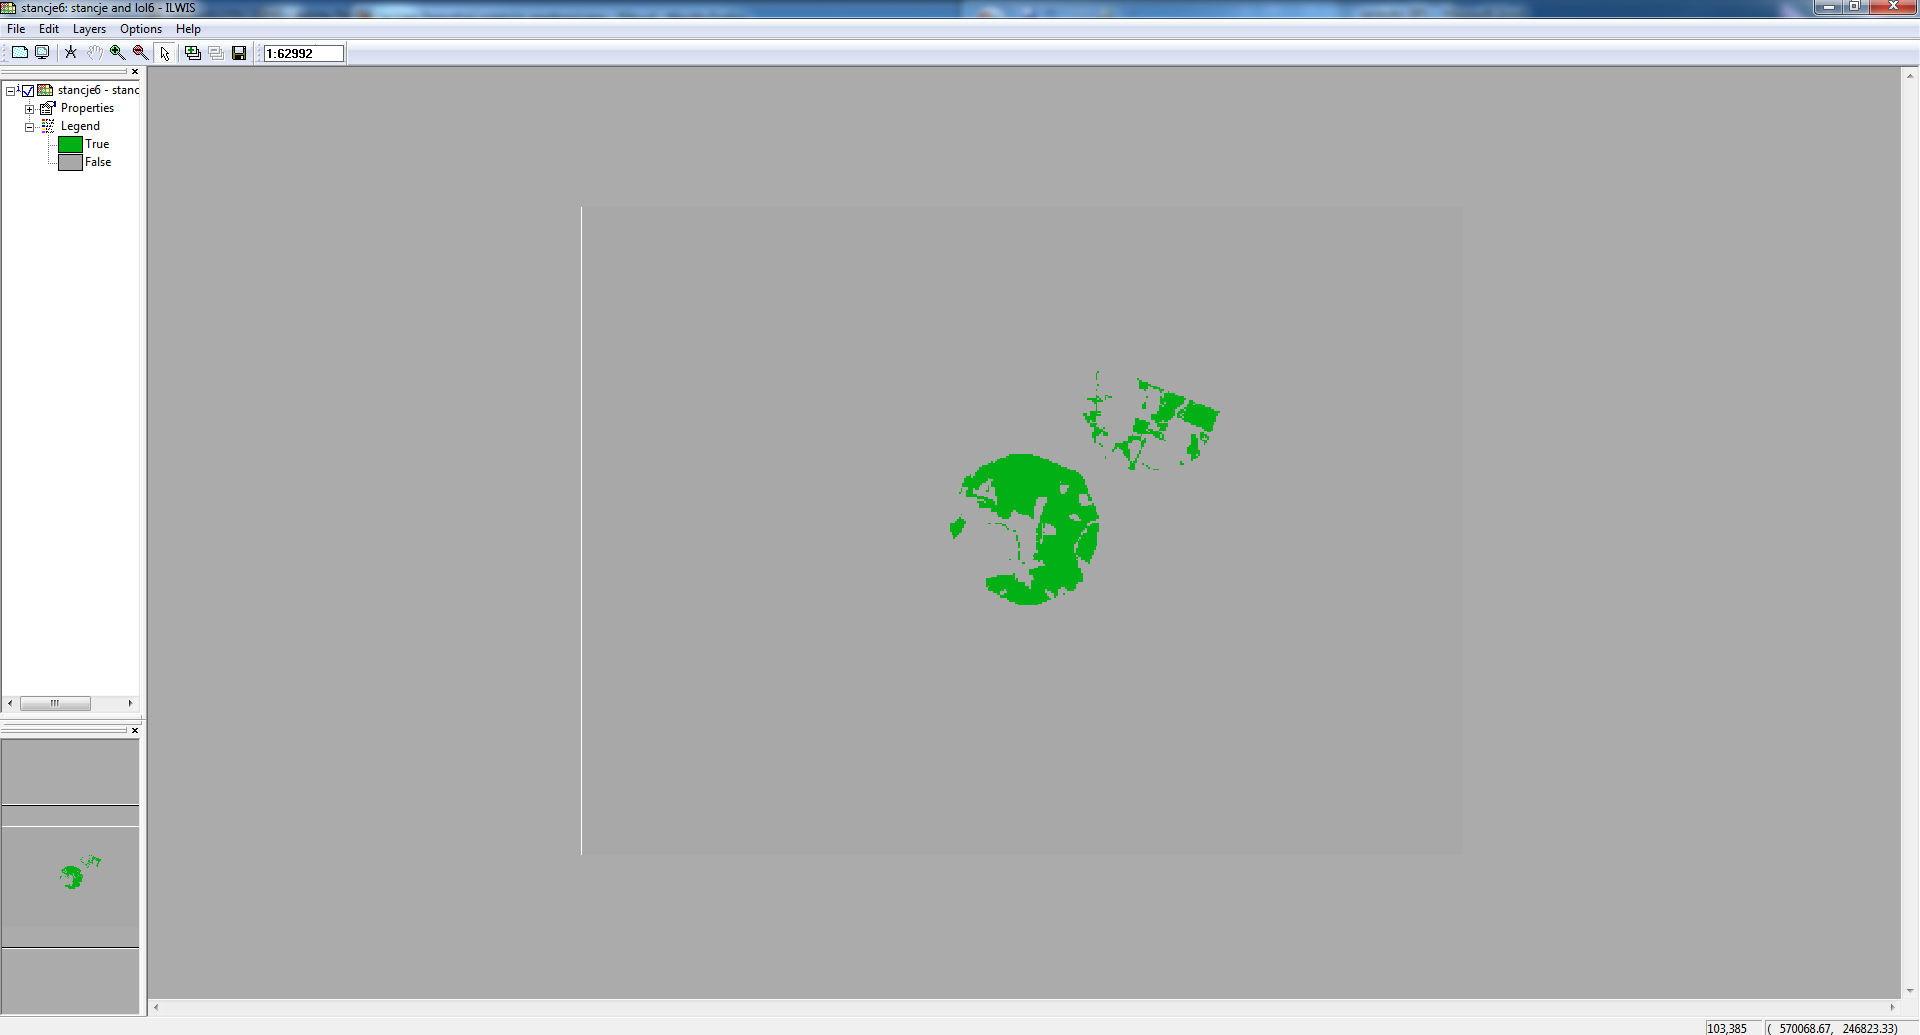 stancje6: stancje and lol6 - ILWIS
File Edit Layers Options Help
1:62992
stancje6 - stanc
Properties
Legend
True
False
103,385 ( 570068.67, 246823.33)